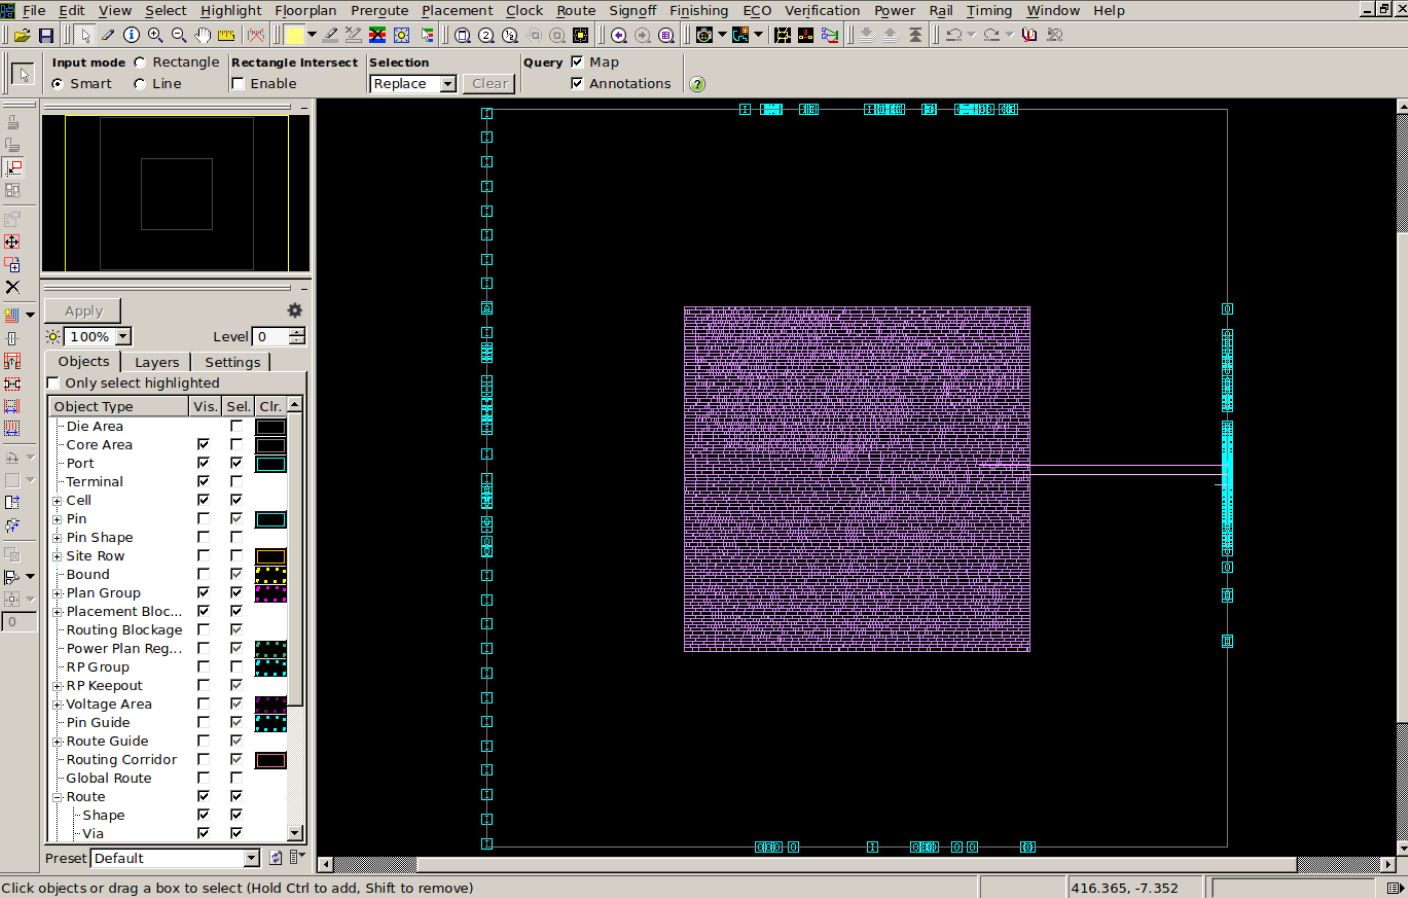 File Edit View Select Highlight Floorplan Preroute Placement Clock Route Signoff Finishing ECO Verification Power Rail Timing Window Help
Input mode Rectangle Rectangle Intersect Selection Query Map
Smart Line Enable Replace Clear Annotations
Apply
100% Level 0
Objects Layers Settings
Only select highlighted
Object Type Vis. Sel. Clr.
Die Area
Core Area
Port
Terminal
Cell
Pin
Pin Shape
Site Row
Bound
Plan Group
Placement Bloc...
Routing Blockage
Power Plan Reg...
RP Group
RP Keepout
Voltage Area
Pin Guide
Route Guide
Routing Corridor
Global Route
Route
Shape
Via
0
Preset Default
Click objects or drag a box to select (Hold Ctrl to add, Shift to remove) 416.365, -7.352